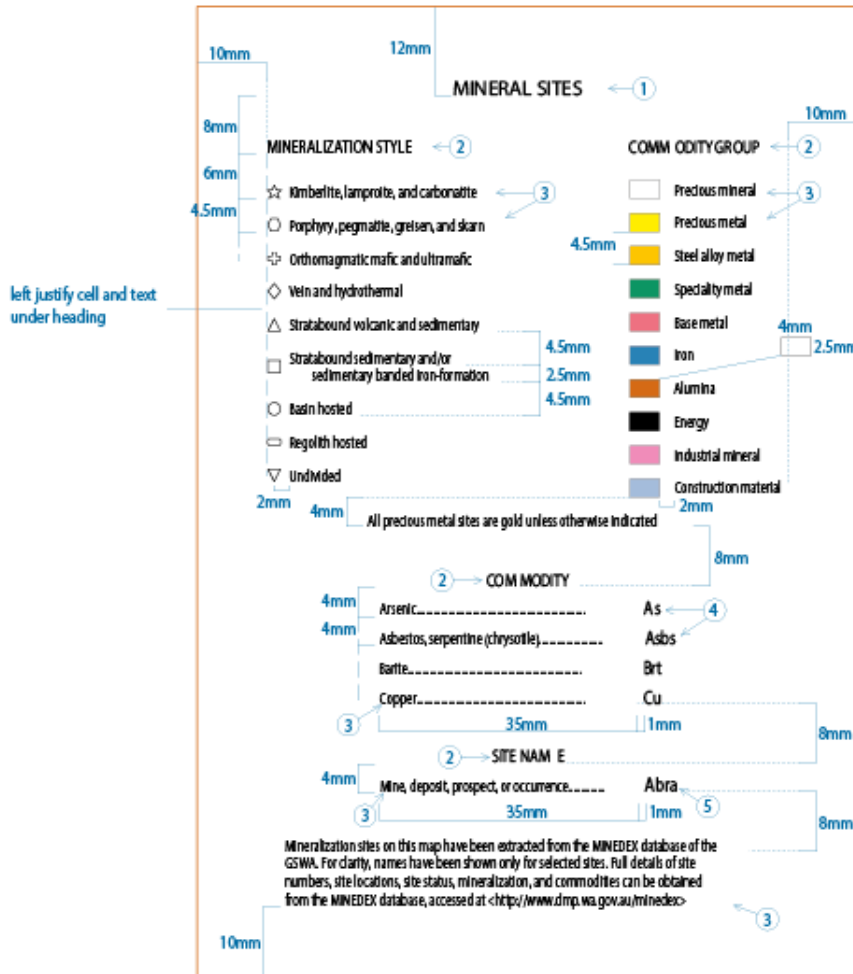 12mm
10mm
MINERAL SITES
1
10mm
8mm
MINERALIZATION STYLE
2
COMM ODITY GROUP
2
6mm
4.5mm
Kimberlite, lamproite, and carbonatite
3
Precious mineral
3
Porphyry, pegmatite, greisen, and skarn
Precious metal
4.5mm
Orthomagmatic mafic and ultramafic
Steel alloy metal
left justify cell and text
under heading
Vein and hydrothermal
Speciality metal
Stratabound volcanic and sedimentary
Base metal
4mm
4.5mm
2.5mm
Stratabound sedimentary and/or
sedimentary banded iron-formation
2.5mm
Iron
4.5mm
Alumina
Basin hosted
Energy
Regolith hosted
Industrial mineral
Undivided
Construction material
2mm
4mm
2mm
All precious metal sites are gold unless otherwise indicated
8mm
2
COM MODITY
4mm
Arsenic........................................................ As
4
4mm
Asbestos, serpentine (chrysotile)................. Asbs
Barite.......................................................... Brt
Copper........................................................ Cu
3
35mm
1mm
8mm
2
SITE NAM E
4mm
Mine, deposit, prospect, or occurrence.......... Abra
3
5
35mm
1mm
8mm
Mineralization sites on this map have been extracted from the MINEDEX database of the
GSWA. For clarity, names have been shown only for selected sites. Full details of site
numbers, site locations, site status, mineralization, and commodities can be obtained
from the MINEDEX database, accessed at <http://www.dmp.wa.gov.au/minedex>
3
10mm